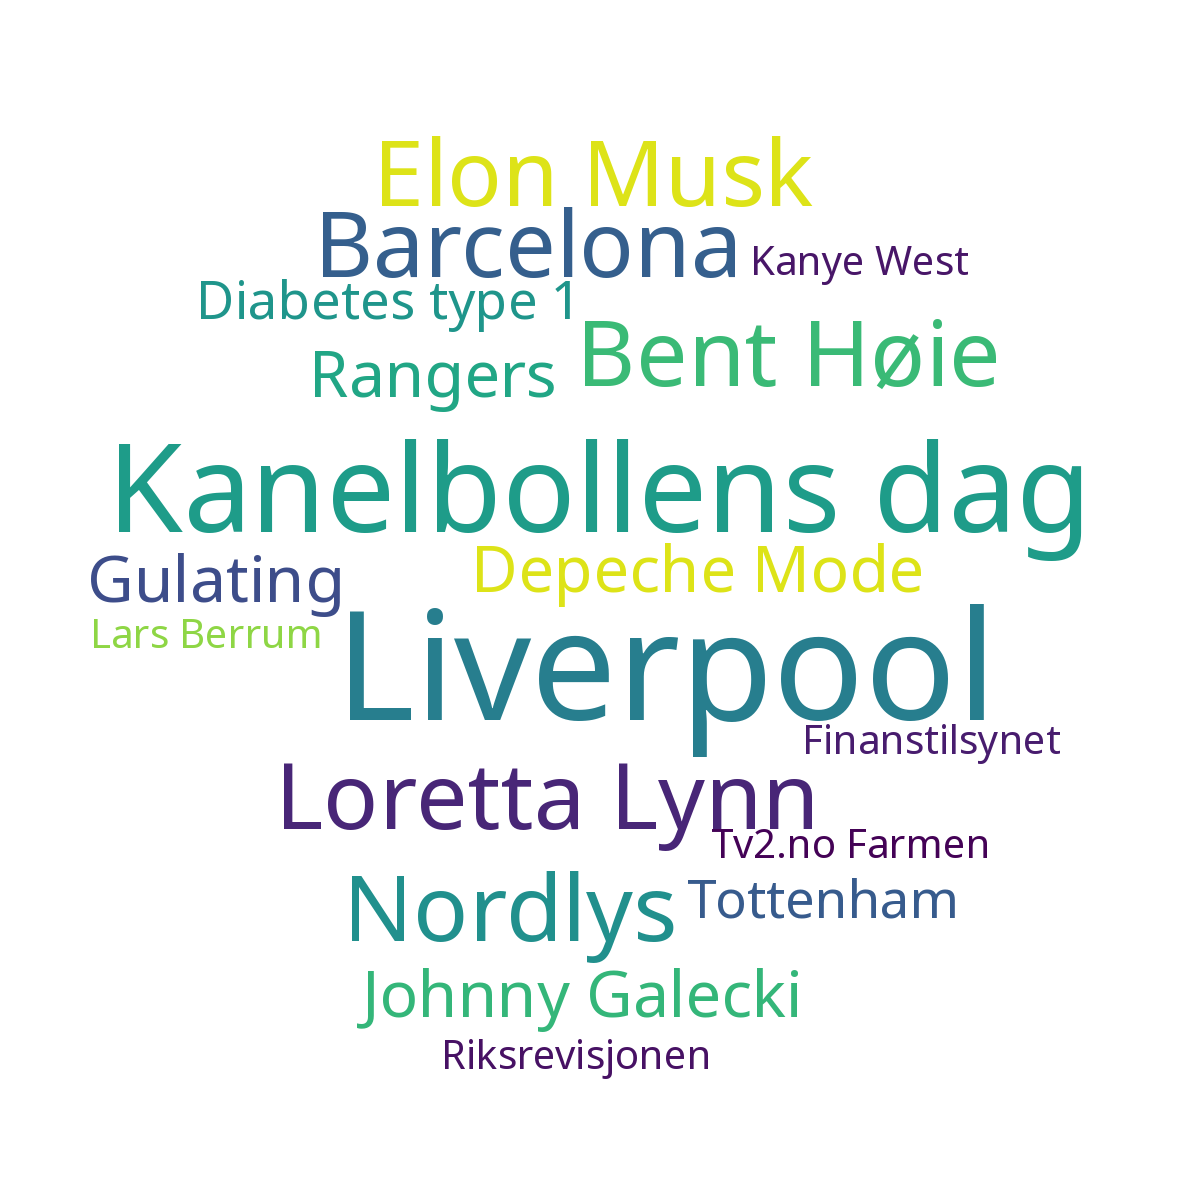 Elon Musk
Barcelona
Kanye West
Diabetes type 1
Bent Høie
Rangers
Kanelbollens dag
Depeche Mode
Gulating
Lars Berrum
Liverpool
Finanstilsynet
Loretta Lynn
Tv2.no Farmen
Nordlys
Tottenham
Johnny Galecki
Riksrevisjonen